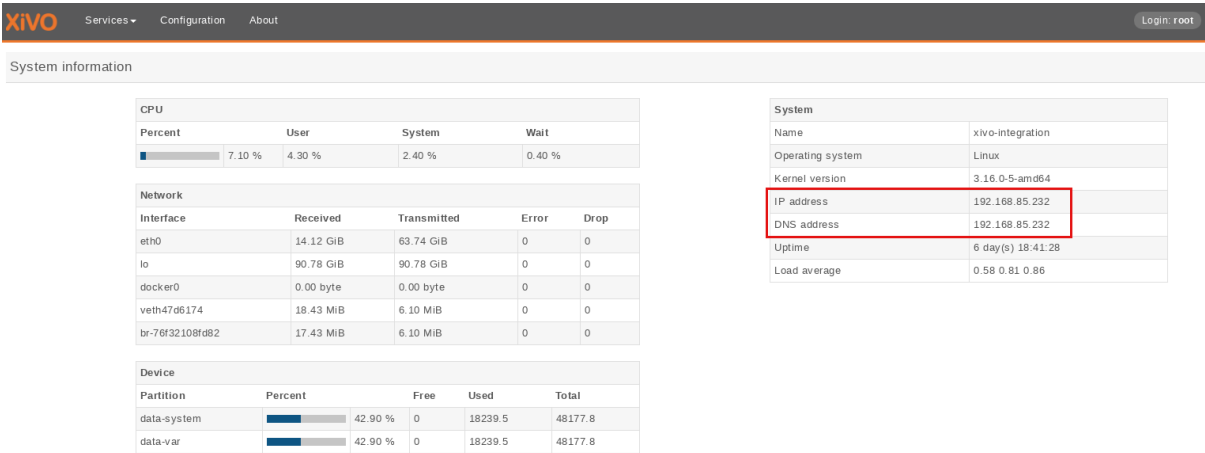 XiVO Services Configuration About Login: root
System information
CPU
Percent User System Wait
7.10 % 4.30 % 2.40 % 0.40 %
Network
Interface Received Transmitted Error Drop
eth0 14.12 GiB 63.74 GiB 0 0
lo 90.78 GiB 90.78 GiB 0 0
docker0 0.00 byte 0.00 byte 0 0
veth47d6174 18.43 MiB 6.10 MiB 0 0
br-76f32108fd82 17.43 MiB 6.10 MiB 0 0
Device
Partition Percent Free Used Total
data-system 42.90 % 0 18239.5 48177.8
data-var 42.90 % 0 18239.5 48177.8
System
Name xivo-integration
Operating system Linux
Kernel version 3.16.0-5-amd64
IP address 192.168.85.232
DNS address 192.168.85.232
Uptime 6 day(s) 18:41:28
Load average 0.58 0.81 0.86